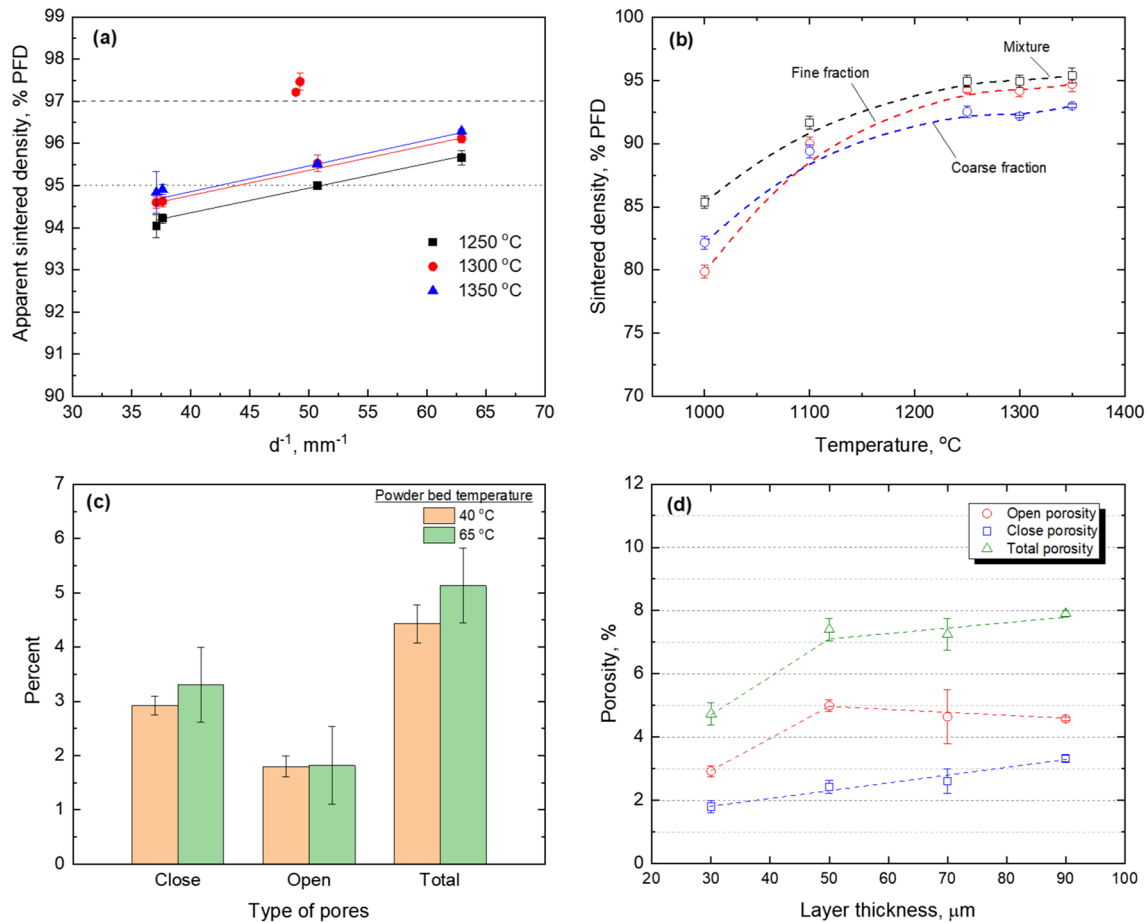 (a)
Apparent sintered density, % PFD
99
98
97
96
95
94
93
92
91
90
1250 °C
1300 °C
1350 °C
30 35 40 45 50 55 60 65 70
d⁻¹, mm⁻¹
(b)
Sintered density, % PFD
100
95
90
85
80
75
70
Mixture
Fine fraction
Coarse fraction
1000 1100 1200 1300 1400
Temperature, °C
(c)
Percent
7
6
5
4
3
2
1
0
Powder bed temperature
40 °C
65 °C
Close Open Total
Type of pores
(d)
Porosity, %
12
10
8
6
4
2
0
Open porosity
Close porosity
Total porosity
20 30 40 50 60 70 80 90 100
Layer thickness, μm